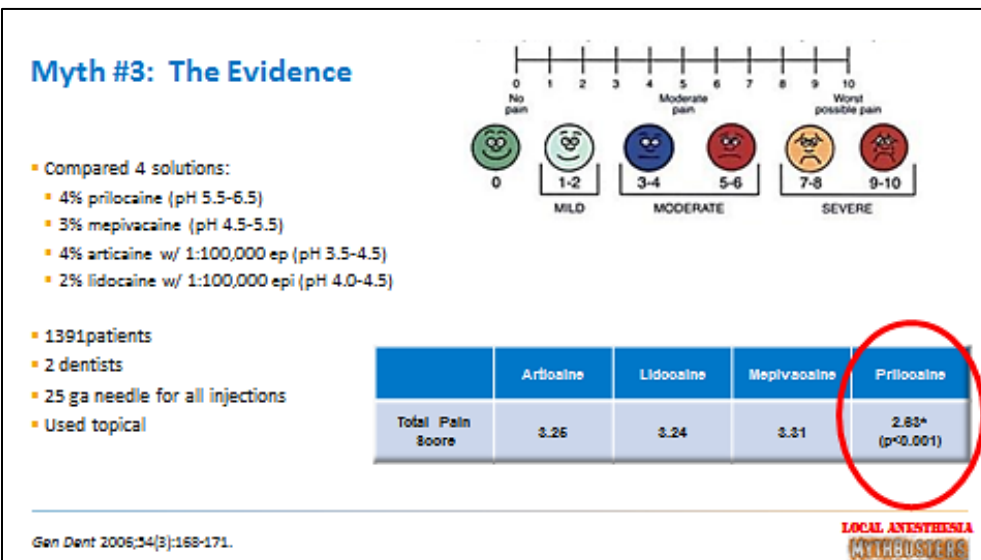 Myth #3: The Evidence
0 1 2 3 4 5 6 7 8 9 10
No pain
Moderate pain
Worst possible pain
0 1-2 3-4 5-6 7-8 9-10
MILD MODERATE SEVERE
▪ Compared 4 solutions:
▪ 4% prilocaine (pH 5.5-6.5)
▪ 3% mepivacaine (pH 4.5-5.5)
▪ 4% articaine w/ 1:100,000 ep (pH 3.5-4.5)
▪ 2% lidocaine w/ 1:100,000 epi (pH 4.0-4.5)
▪ 1391patients
▪ 2 dentists
▪ 25 ga needle for all injections
▪ Used topical
Articaine Lidocaine Mepivacaine Prilocaine
Total Pain Score 3.25 3.24 3.31 2.63* (p<0.001)
Gen Dent 2006;54(3):168-171.
LOCAL ANESTHESIA
MYTHBUSTERS